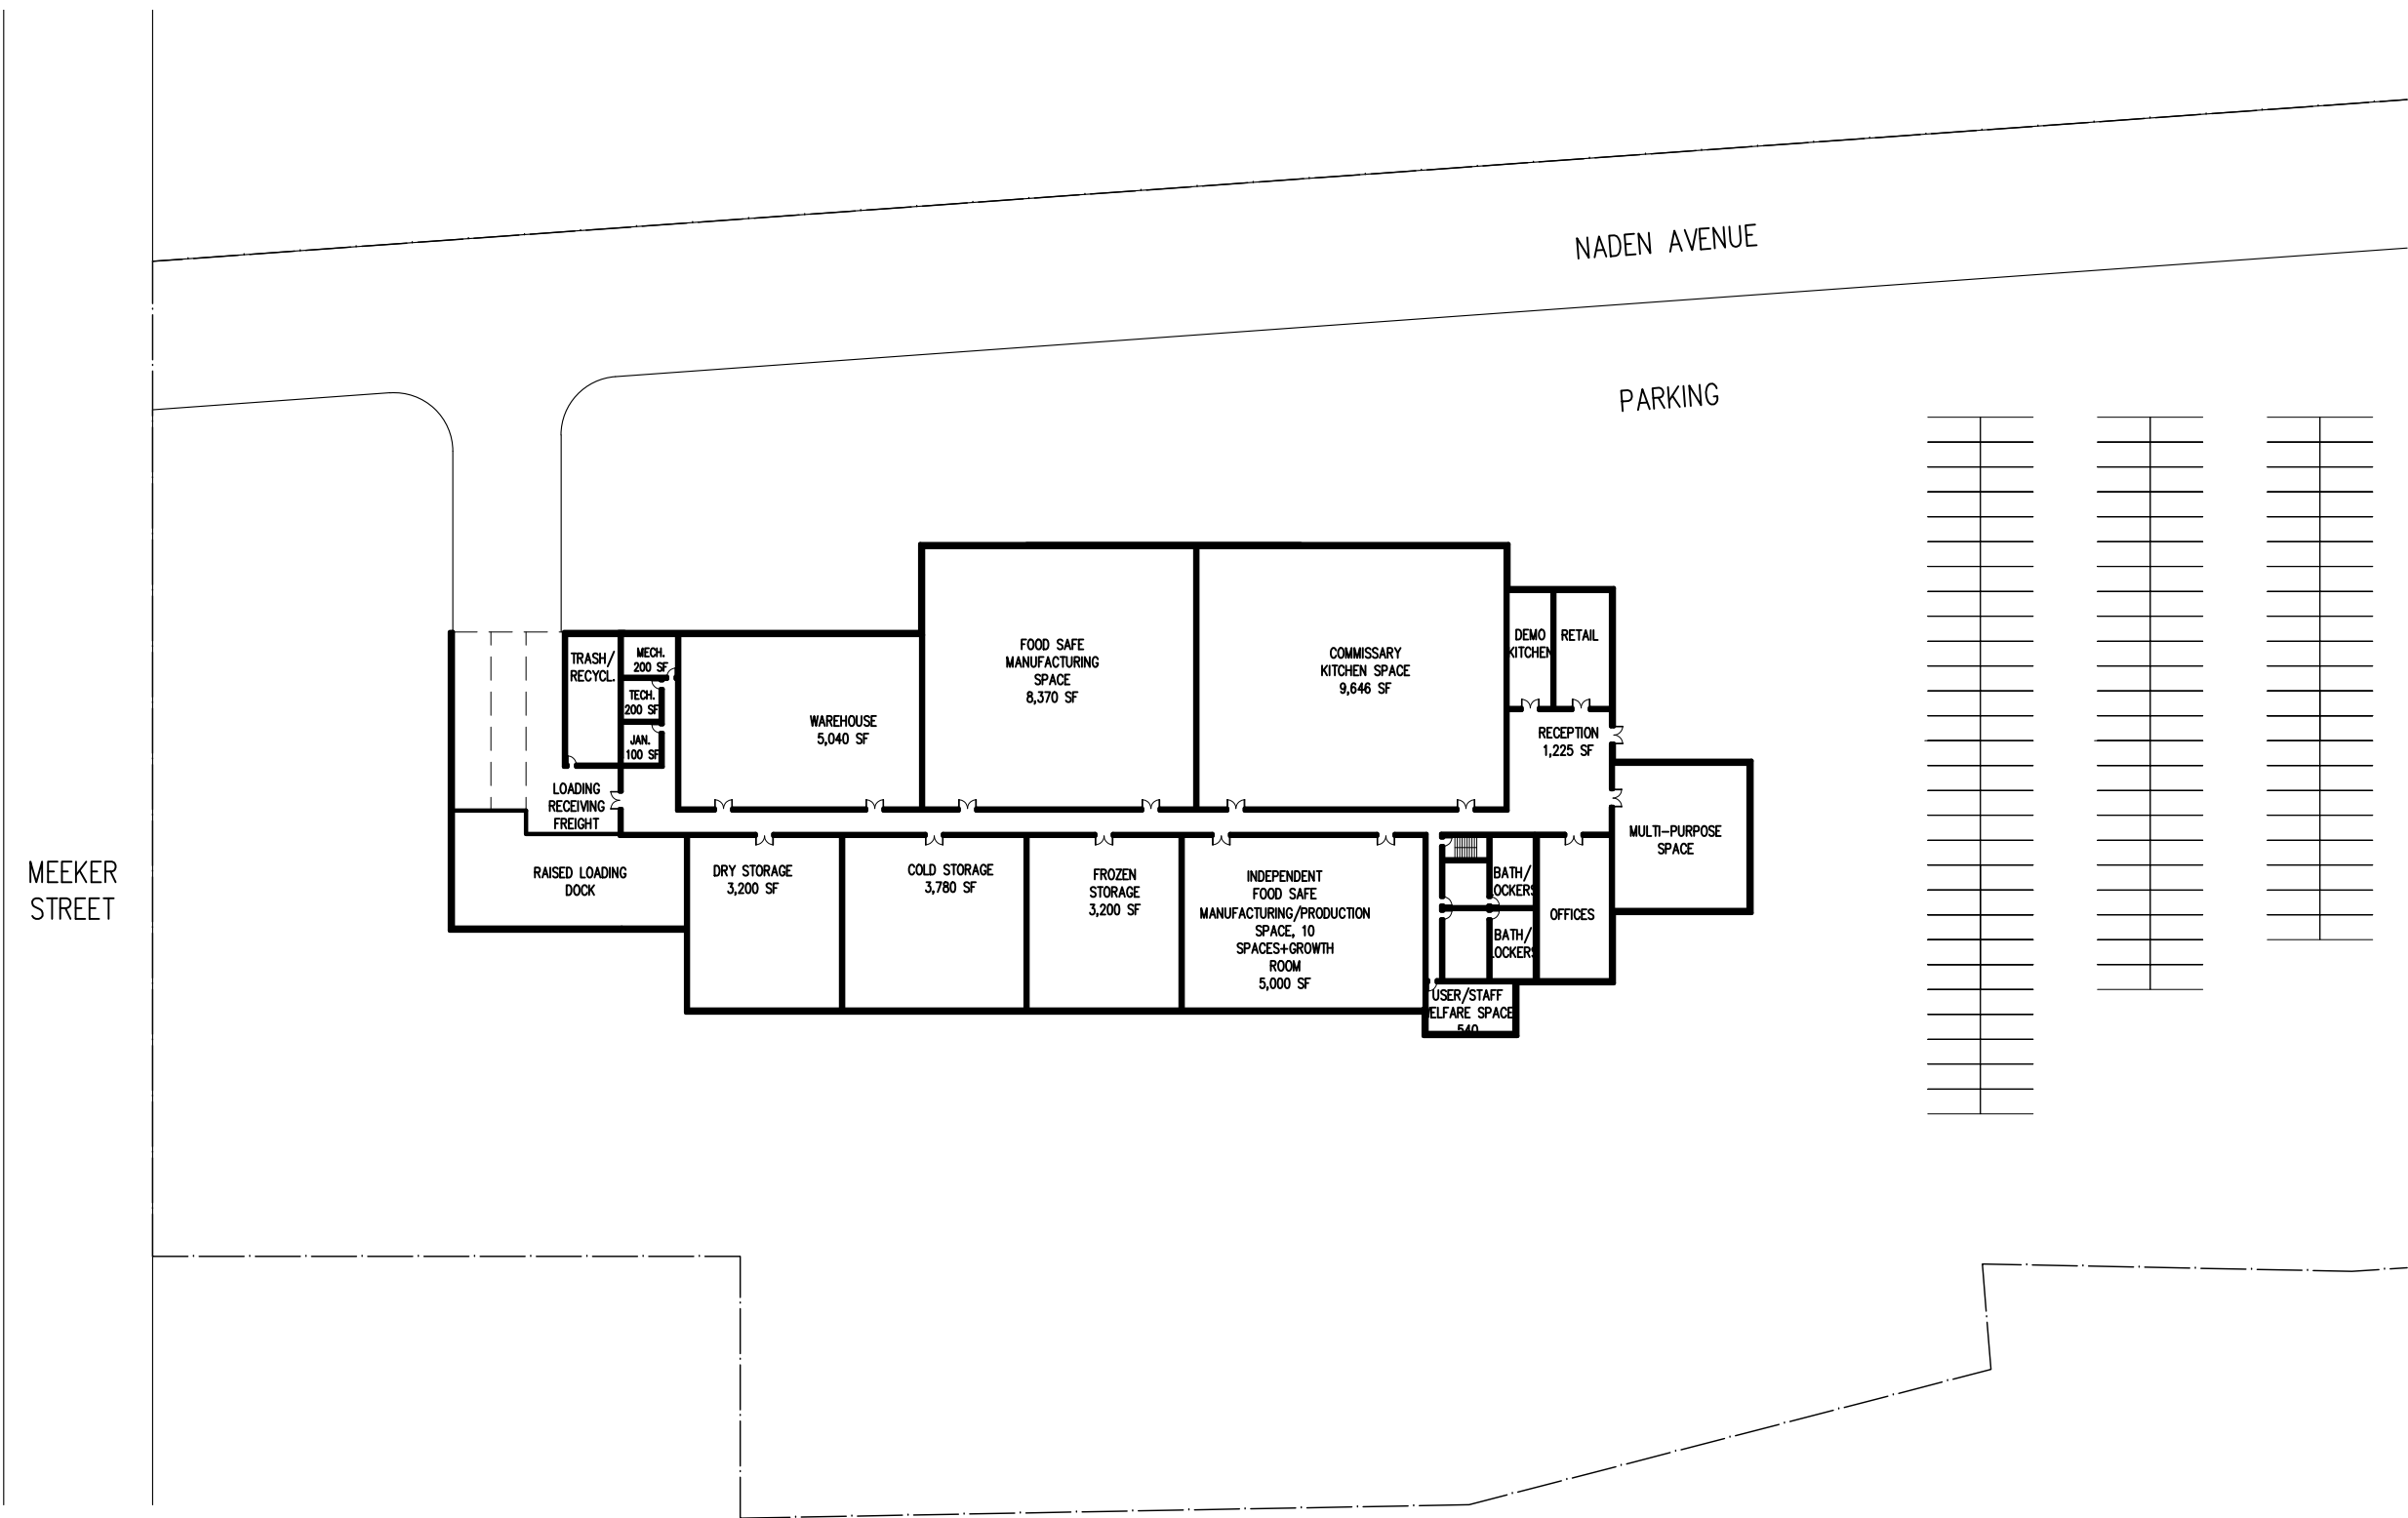 NADEN AVENUE
PARKING
MEEKER
STREET
TRASH/
RECYCL.
MECH.
200 SF
TECH.
200 SF
JAN.
100 SF
WAREHOUSE
5,040 SF
FOOD SAFE
MANUFACTURING
SPACE
8,370 SF
COMMISSARY
KITCHEN SPACE
9,646 SF
DEMO
KITCHEN
RETAIL
RECEPTION
1,225 SF
LOADING
RECEIVING
FREIGHT
RAISED LOADING
DOCK
DRY STORAGE
3,200 SF
COLD STORAGE
3,780 SF
FROZEN
STORAGE
3,200 SF
INDEPENDENT
FOOD SAFE
MANUFACTURING/PRODUCTION
SPACE, 10
SPACES+GROWTH
ROOM
5,000 SF
BATH/
LOCKERS
BATH/
LOCKERS
OFFICES
MULTI-PURPOSE
SPACE
USER/STAFF
WELFARE SPACE
540